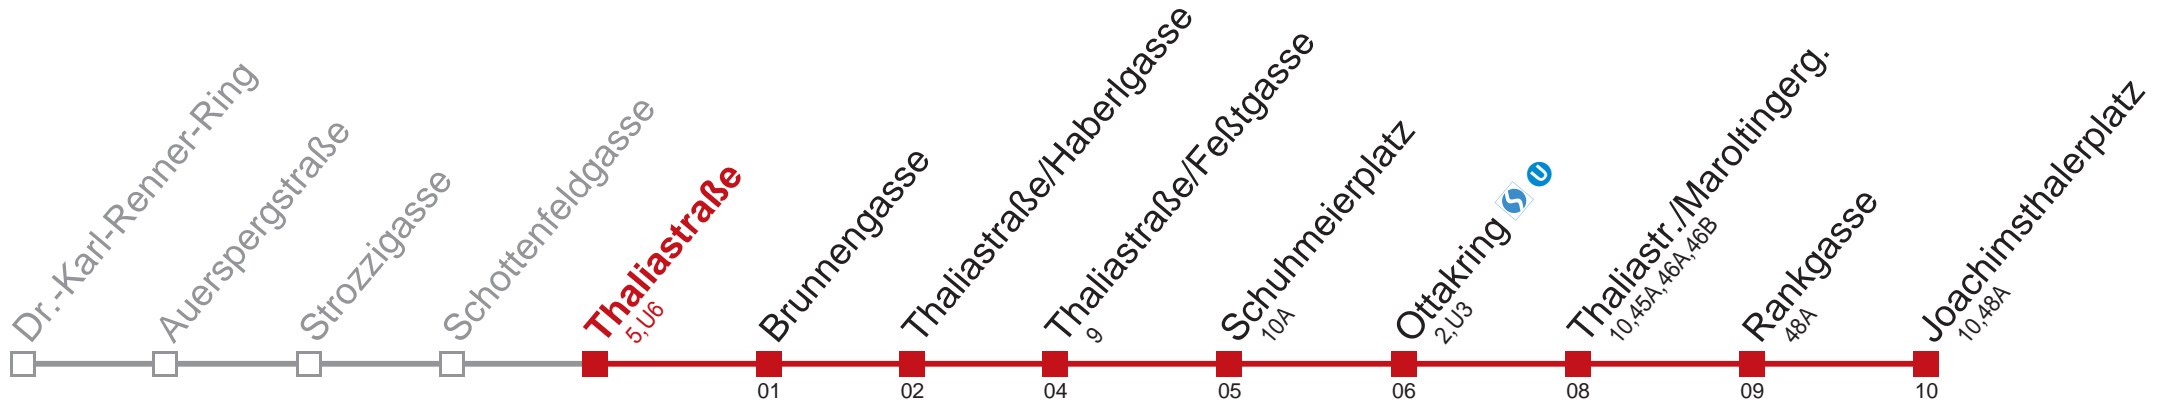 Dr.-Karl-Renner-Ring
Auerspergstraße
Strozzigasse
Schottenfeldgasse
Thaliastraße
5,U6
Brunnengasse
01
Thaliastraße/Haberlgasse
02
Thaliastraße/Feßtgasse
9
04
Schuhmeierplatz
10A
05
Ottakring S U
2,U3
06
Thaliastr./Maroltingerg.
10,45A,46A,46B
08
Rankgasse
48A
09
Joachimsthalerplatz
10,48A
10